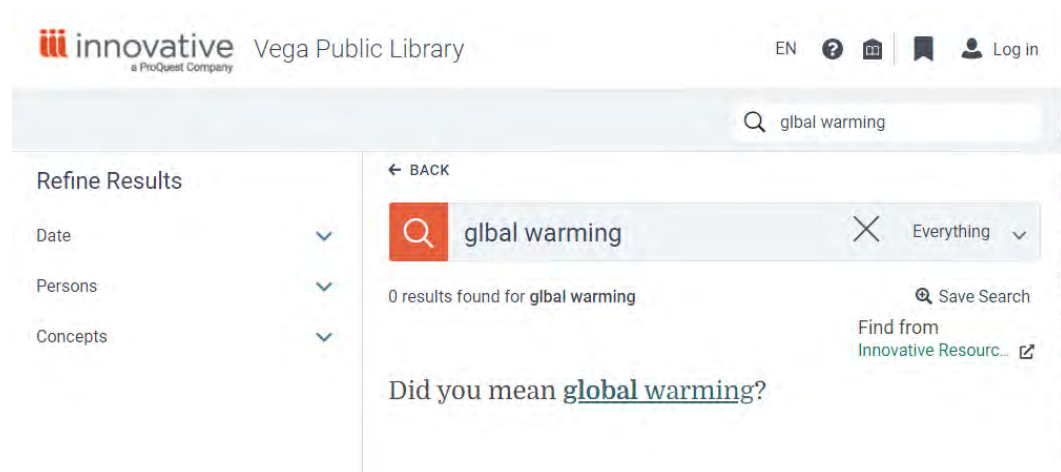 innovative Vega Public Library EN ? Log in
a ProQuest Company
glbal warming
Refine Results
Date
Persons
Concepts
← BACK
glbal warming Everything
0 results found for glbal warming Save Search
Find from
Innovative Resourc...
Did you mean global warming?